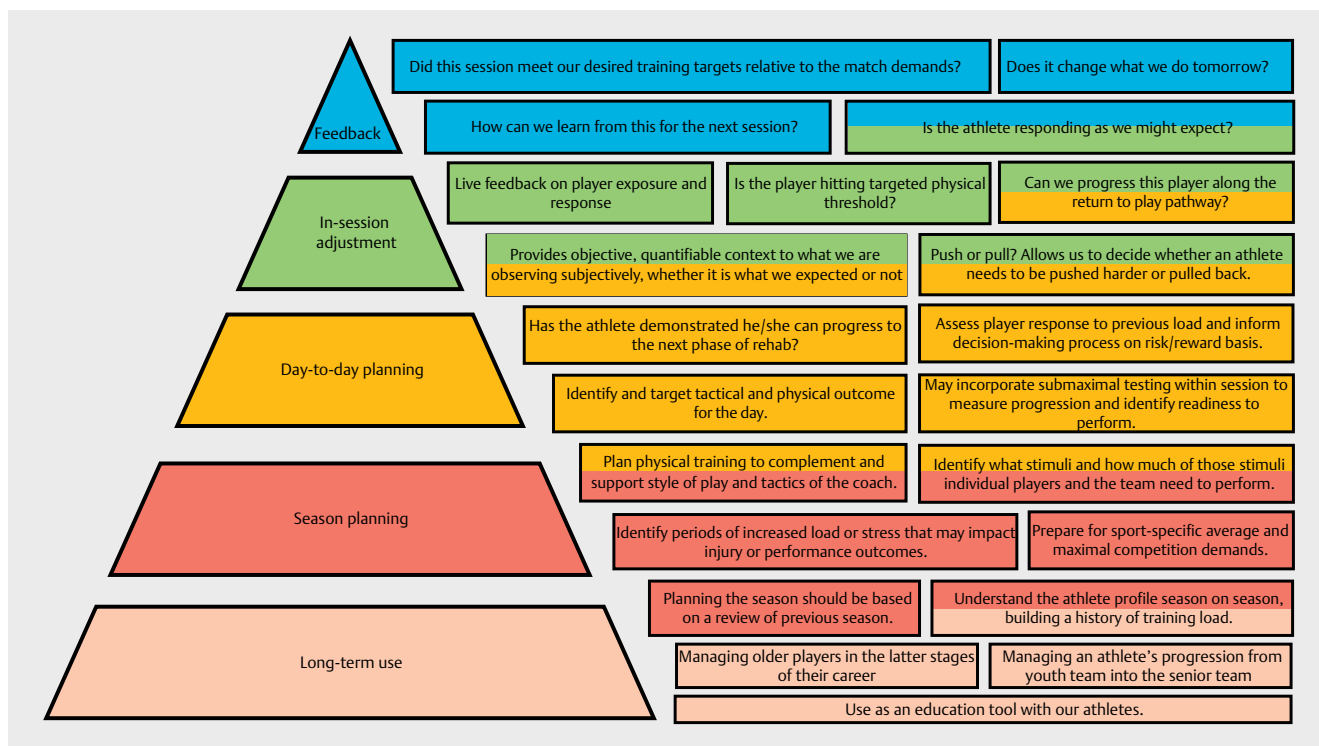 Did this session meet our desired training targets relative to the match demands?
Does it change what we do tomorrow?
Feedback
How can we learn from this for the next session?
Is the athlete responding as we might expect?
Live feedback on player exposure and
response
Is the player hitting targeted physical
threshold?
Can we progress this player along the
return to play pathway?
In-session
adjustment
Provides objective, quantifiable context to what we are
observing subjectively, whether it is what we expected or not
Push or pull? Allows us to decide whether an athlete
needs to be pushed harder or pulled back.
Has the athlete demonstrated he/she can progress to
the next phase of rehab?
Assess player response to previous load and inform
decision-making process on risk/reward basis.
Day-to-day planning
Identify and target tactical and physical outcome
for the day.
May incorporate submaximal testing within session to
measure progression and identify readiness to
perform.
Plan physical training to complement and
support style of play and tactics of the coach.
Identify what stimuli and how much of those stimuli
individual players and the team need to perform.
Season planning
Identify periods of increased load or stress that may impact
injury or performance outcomes.
Prepare for sport-specific average and
maximal competition demands.
Planning the season should be based
on a review of previous season.
Understand the athlete profile season on season,
building a history of training load.
Long-term use
Managing older players in the latter stages
of their career
Managing an athlete's progression from
youth team into the senior team
Use as an education tool with our athletes.